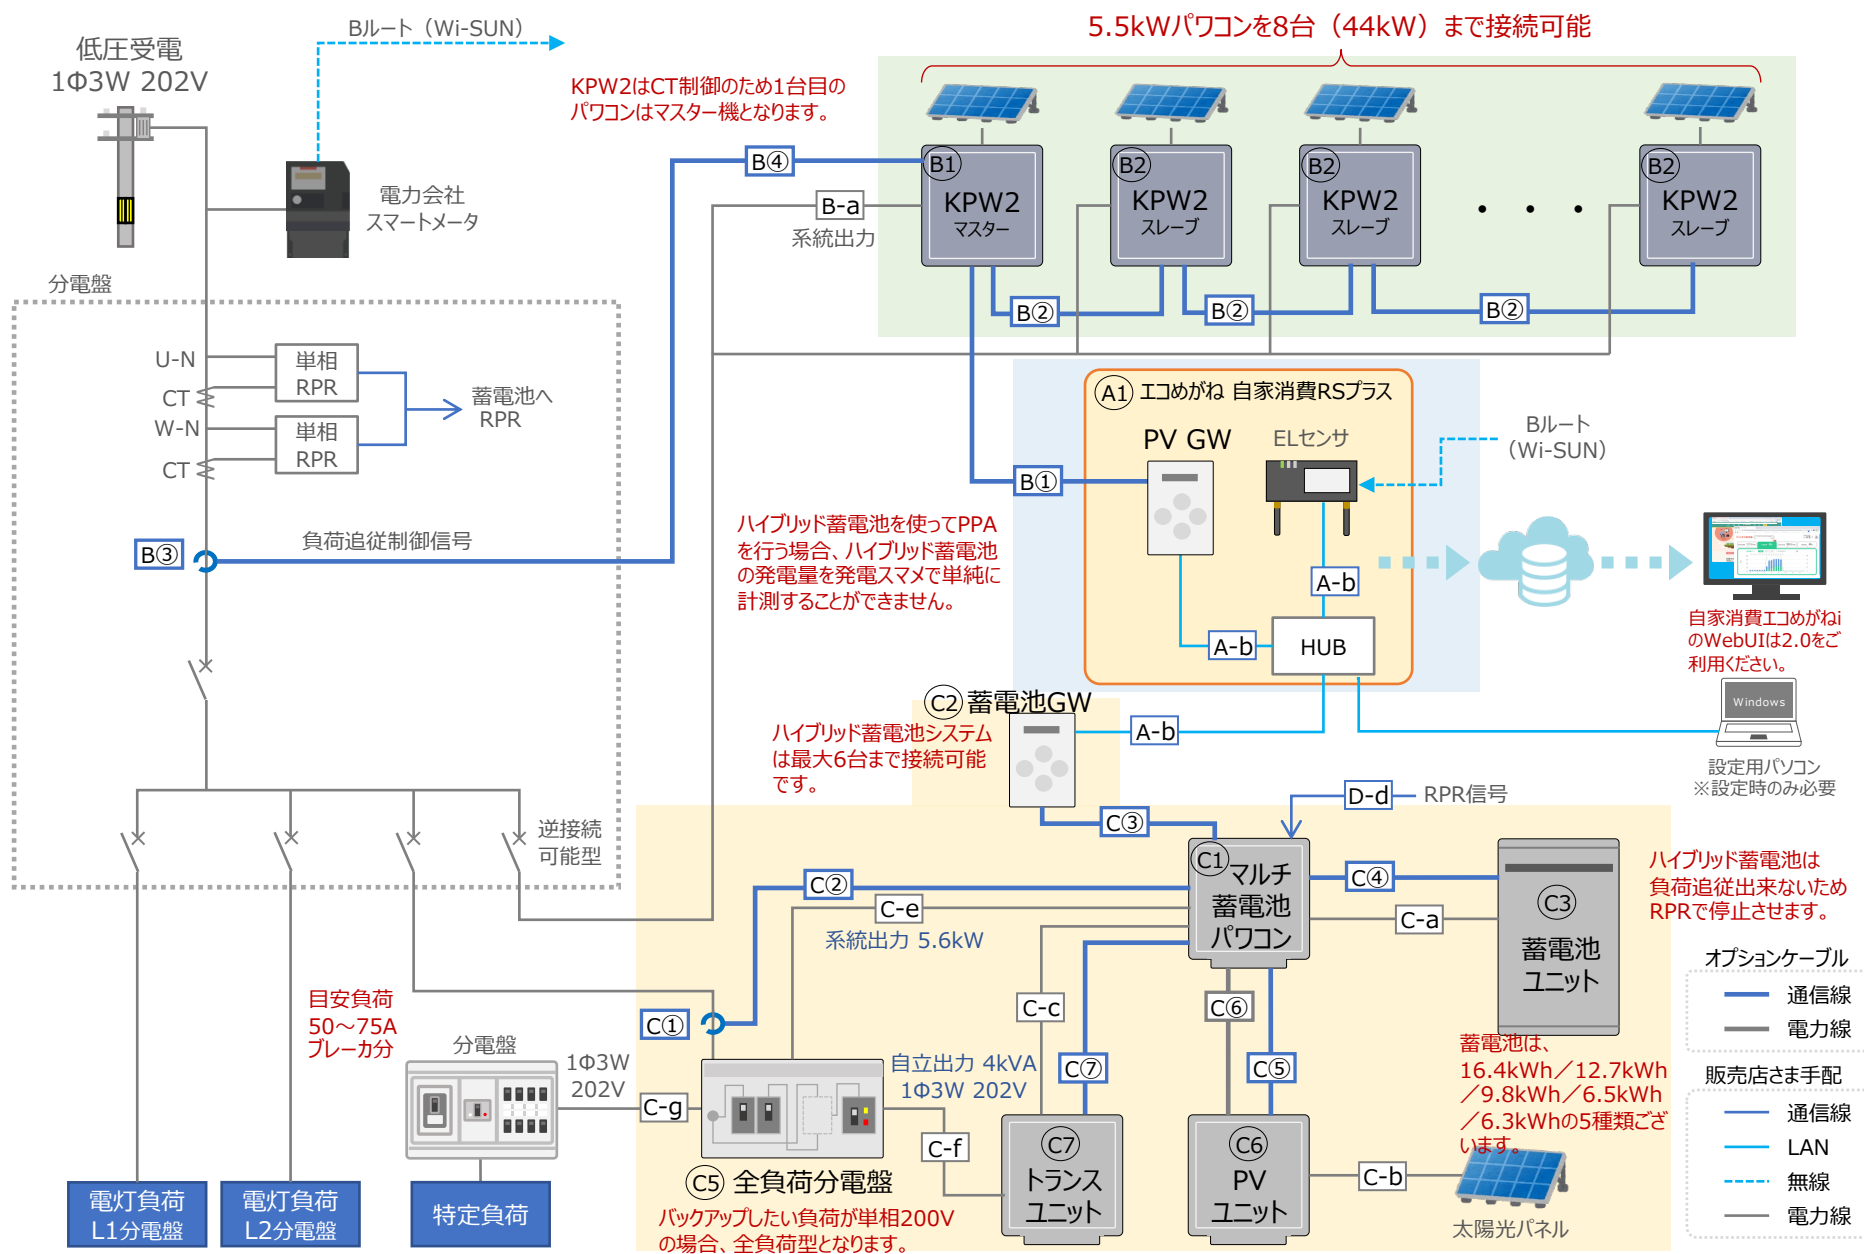 5.5kWパワコンを8台（44kW）まで接続可能
Bルート（Wi-SUN）
低圧受電
1Φ3W 202V
KPW2はCT制御のため1台目の
パワコンはマスター機となります。
電力会社
スマートメータ
B④
B-a
系統出力
B1
KPW2
マスター
B2
KPW2
スレーブ
B2
KPW2
スレーブ
・・・
B2
KPW2
スレーブ
B②
B②
B②
分電盤
U-N
CT
W-N
CT
単相
RPR
単相
RPR
蓄電池へ
RPR
B③
負荷追従制御信号
A1
エコめがね 自家消費RSプラス
PV GW
ELセンサ
B①
Bルート
（Wi-SUN）
A-b
A-b
HUB
ハイブリッド蓄電池を使ってPPA
を行う場合、ハイブリッド蓄電池
の発電量を発電スマメで単純に
計測することができません。
自家消費エコめがねi
のWebUIは2.0をご
利用ください。
Windows
設定用パソコン
※設定時のみ必要
C2
蓄電池GW
A-b
ハイブリッド蓄電池システム
は最大6台まで接続可能
です。
D-d
RPR信号
C③
逆接続
可能型
C1
マルチ
蓄電池
パワコン
C②
C-e
系統出力 5.6kW
C④
C-a
C3
蓄電池
ユニット
ハイブリッド蓄電池は
負荷追従出来ないため
RPRで停止させます。
C-c
C⑥
C⑦
C⑤
C①
目安負荷
50～75A
ブレーカ分
分電盤
1Φ3W
202V
C-g
自立出力 4kVA
1Φ3W 202V
C-f
C5
全負荷分電盤
バックアップしたい負荷が単相200V
の場合、全負荷型となります。
C7
トランス
ユニット
C6
PV
ユニット
C-b
太陽光パネル
蓄電池は、
16.4kWh／12.7kWh
／9.8kWh／6.5kWh
／6.3kWhの5種類ござ
います。
電灯負荷
L1分電盤
電灯負荷
L2分電盤
特定負荷
オプションケーブル
通信線
電力線
販売店さま手配
通信線
LAN
無線
電力線